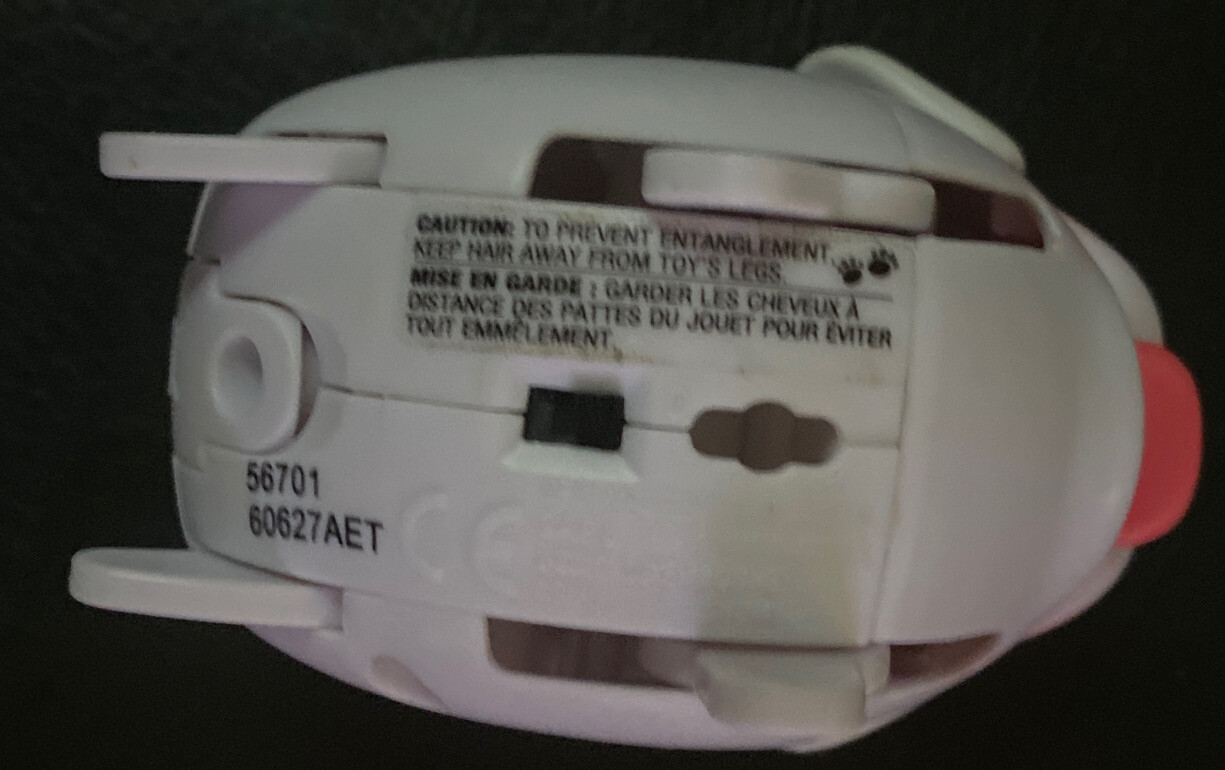 CAUTION: TO PREVENT ENTANGLEMENT,
KEEP HAIR AWAY FROM TOY'S LEGS.
MISE EN GARDE : GARDER LES CHEVEUX À
DISTANCE DES PATTES DU JOUET POUR ÉVITER
TOUT EMMÊLEMENT.
56701
60627AET
CE